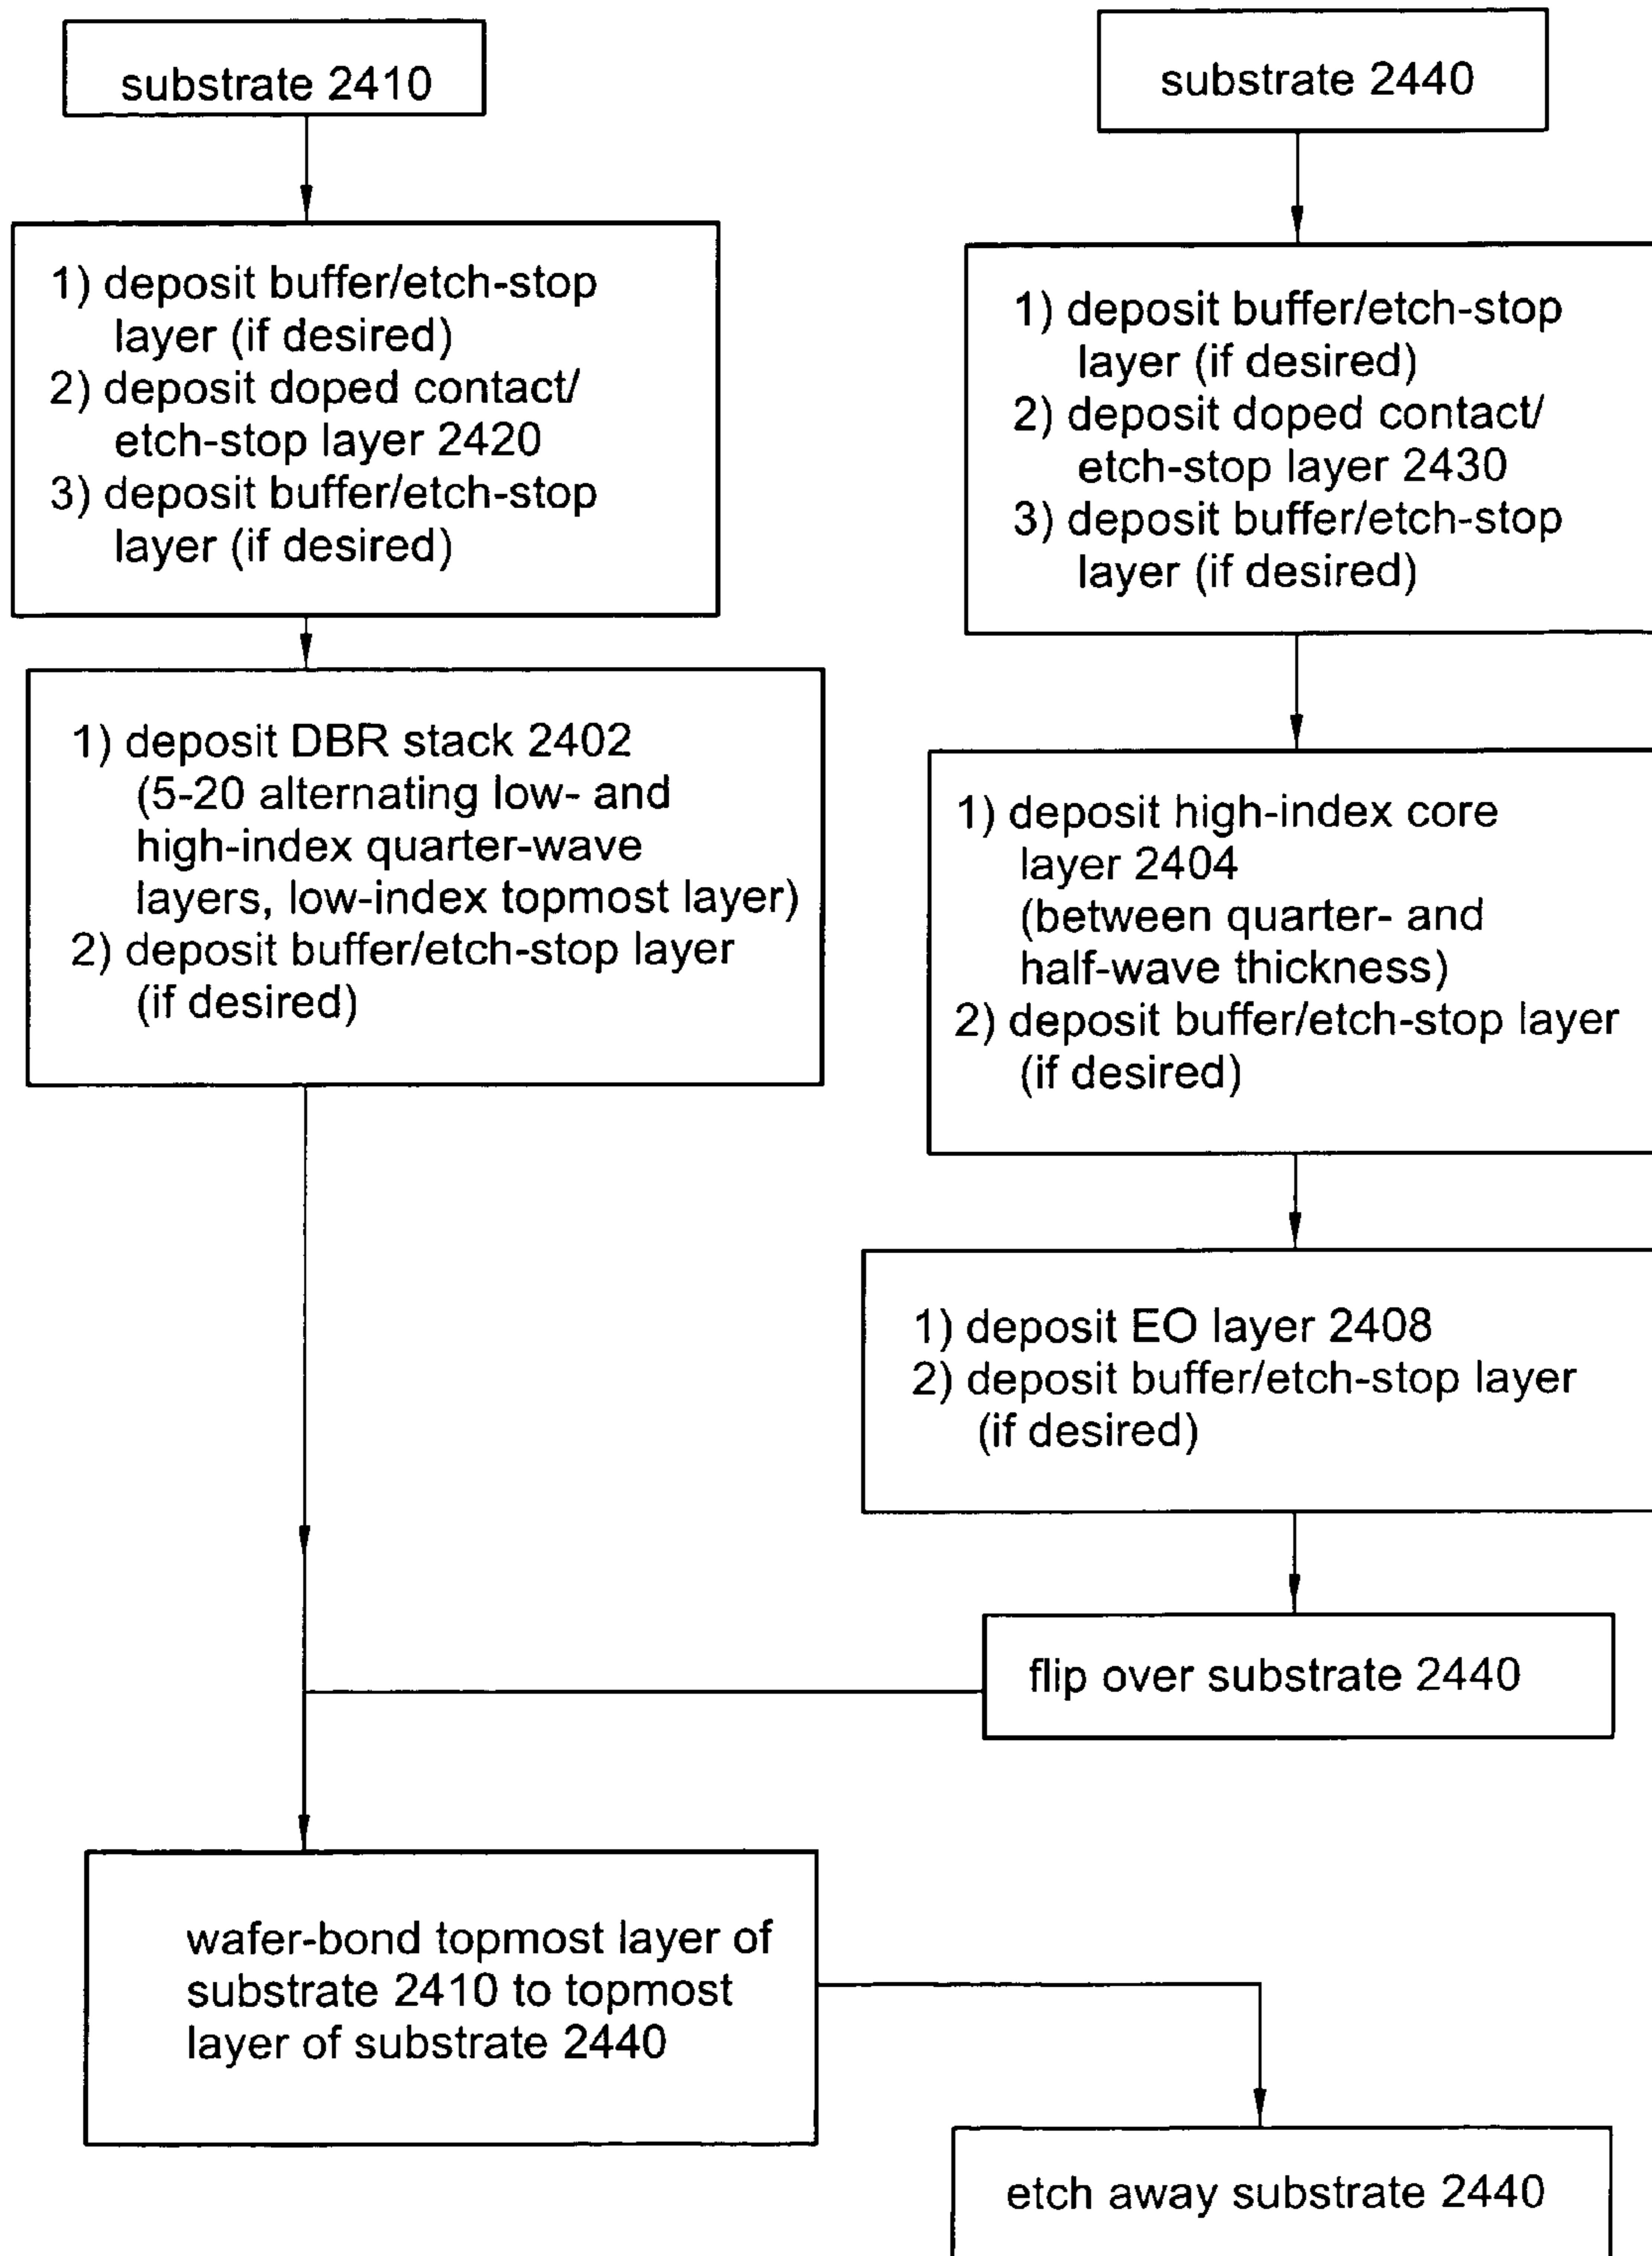 substrate 2410
1) deposit buffer/etch-stop
layer (if desired)
2) deposit doped contact/
etch-stop layer 2420
3) deposit buffer/etch-stop
layer (if desired)
1) deposit DBR stack 2402
(5-20 alternating low- and
high-index quarter-wave
layers, low-index topmost layer)
2) deposit buffer/etch-stop layer
(if desired)
substrate 2440
1) deposit buffer/etch-stop
layer (if desired)
2) deposit doped contact/
etch-stop layer 2430
3) deposit buffer/etch-stop
layer (if desired)
1) deposit high-index core
layer 2404
(between quarter- and
half-wave thickness)
2) deposit buffer/etch-stop layer
(if desired)
1) deposit EO layer 2408
2) deposit buffer/etch-stop layer
(if desired)
flip over substrate 2440
wafer-bond topmost layer of
substrate 2410 to topmost
layer of substrate 2440
etch away substrate 2440